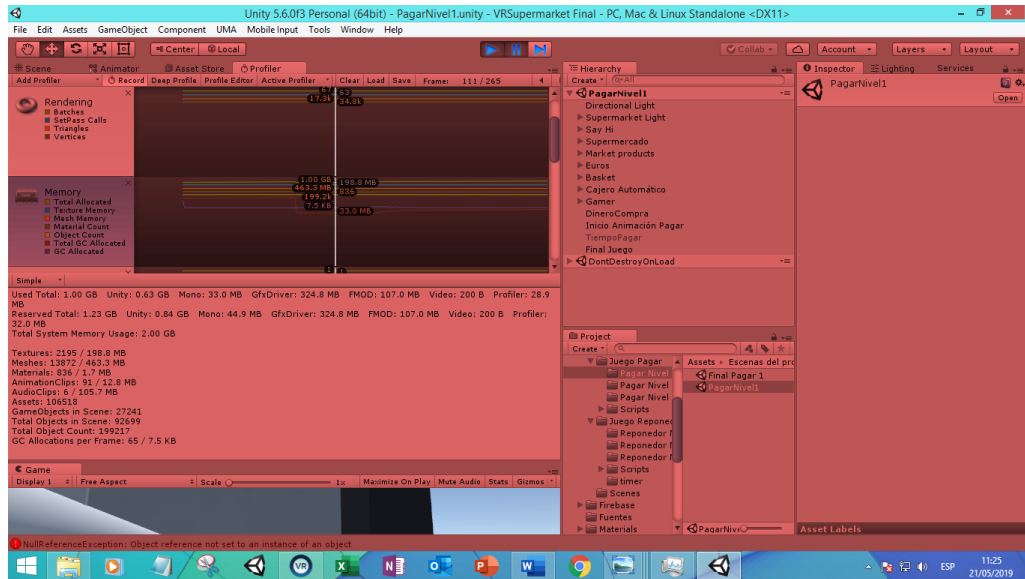 Unity 5.6.0f3 Personal (64bit) - PagarNivel1.unity - VRSupermarket Final - PC, Mac & Linux Standalone <DX11>
File Edit Assets GameObject Component UMA Mobile Input Tools Window Help
Center Local Collab Account Layers Layout
Scene Animator Asset Store Profiler
Add Profiler Record Deep Profile Profile Editor Active Profiler Clear Load Save Frame: 111 / 265
Rendering
Batches
SetPass Calls
Triangles
Vertices
67 63
17.3k 34.8k
Memory
Total Allocated
Texture Memory
Mesh Memory
Material Count
Object Count
Total GC Allocated
GC Allocated
1.00 GB 198.8 MB
463.3 MB 836
199.2k
7.5 KB 33.0 MB
Simple
Used Total: 1.00 GB Unity: 0.63 GB Mono: 33.0 MB GfxDriver: 324.8 MB FMOD: 107.0 MB Video: 200 B Profiler: 28.9
MB
Reserved Total: 1.23 GB Unity: 0.84 GB Mono: 44.9 MB GfxDriver: 324.8 MB FMOD: 107.0 MB Video: 200 B Profiler:
32.0 MB
Total System Memory Usage: 2.00 GB
Textures: 2195 / 198.8 MB
Meshes: 13872 / 463.3 MB
Materials: 836 / 1.7 MB
AnimationClips: 91 / 12.8 MB
AudioClips: 6 / 105.7 MB
Assets: 106518
GameObjects in Scene: 27241
Total Objects in Scene: 92699
Total Object Count: 199217
GC Allocations per Frame: 65 / 7.5 KB
Game
Display 1 Free Aspect Scale 1x Maximize On Play Mute Audio Stats Gizmos
Hierarchy
Create All
PagarNivel1
Directional Light
Supermarket Light
Say Hi
Supermercado
Market products
Euros
Basket
Cajero Automático
Gamer
DineroCompra
Inicio Animación Pagar
TiempoPagar
Final Juego
DontDestroyOnLoad
Project
Create
Juego Pagar
Pagar Nivel
Pagar Nivel
Pagar Nivel
Scripts
Juego Repone
Reponedor
Reponedor
Reponedor
Scripts
timer
Scenes
Firebase
Fuentes
Materials
Assets Escenas del pro
Final Pagar 1
PagarNivel1
PagarNiv
Inspector Lighting Services
PagarNivel1
Open
Asset Labels
NullReferenceException: Object reference not set to an instance of an object
ESP
11:25
21/05/2019